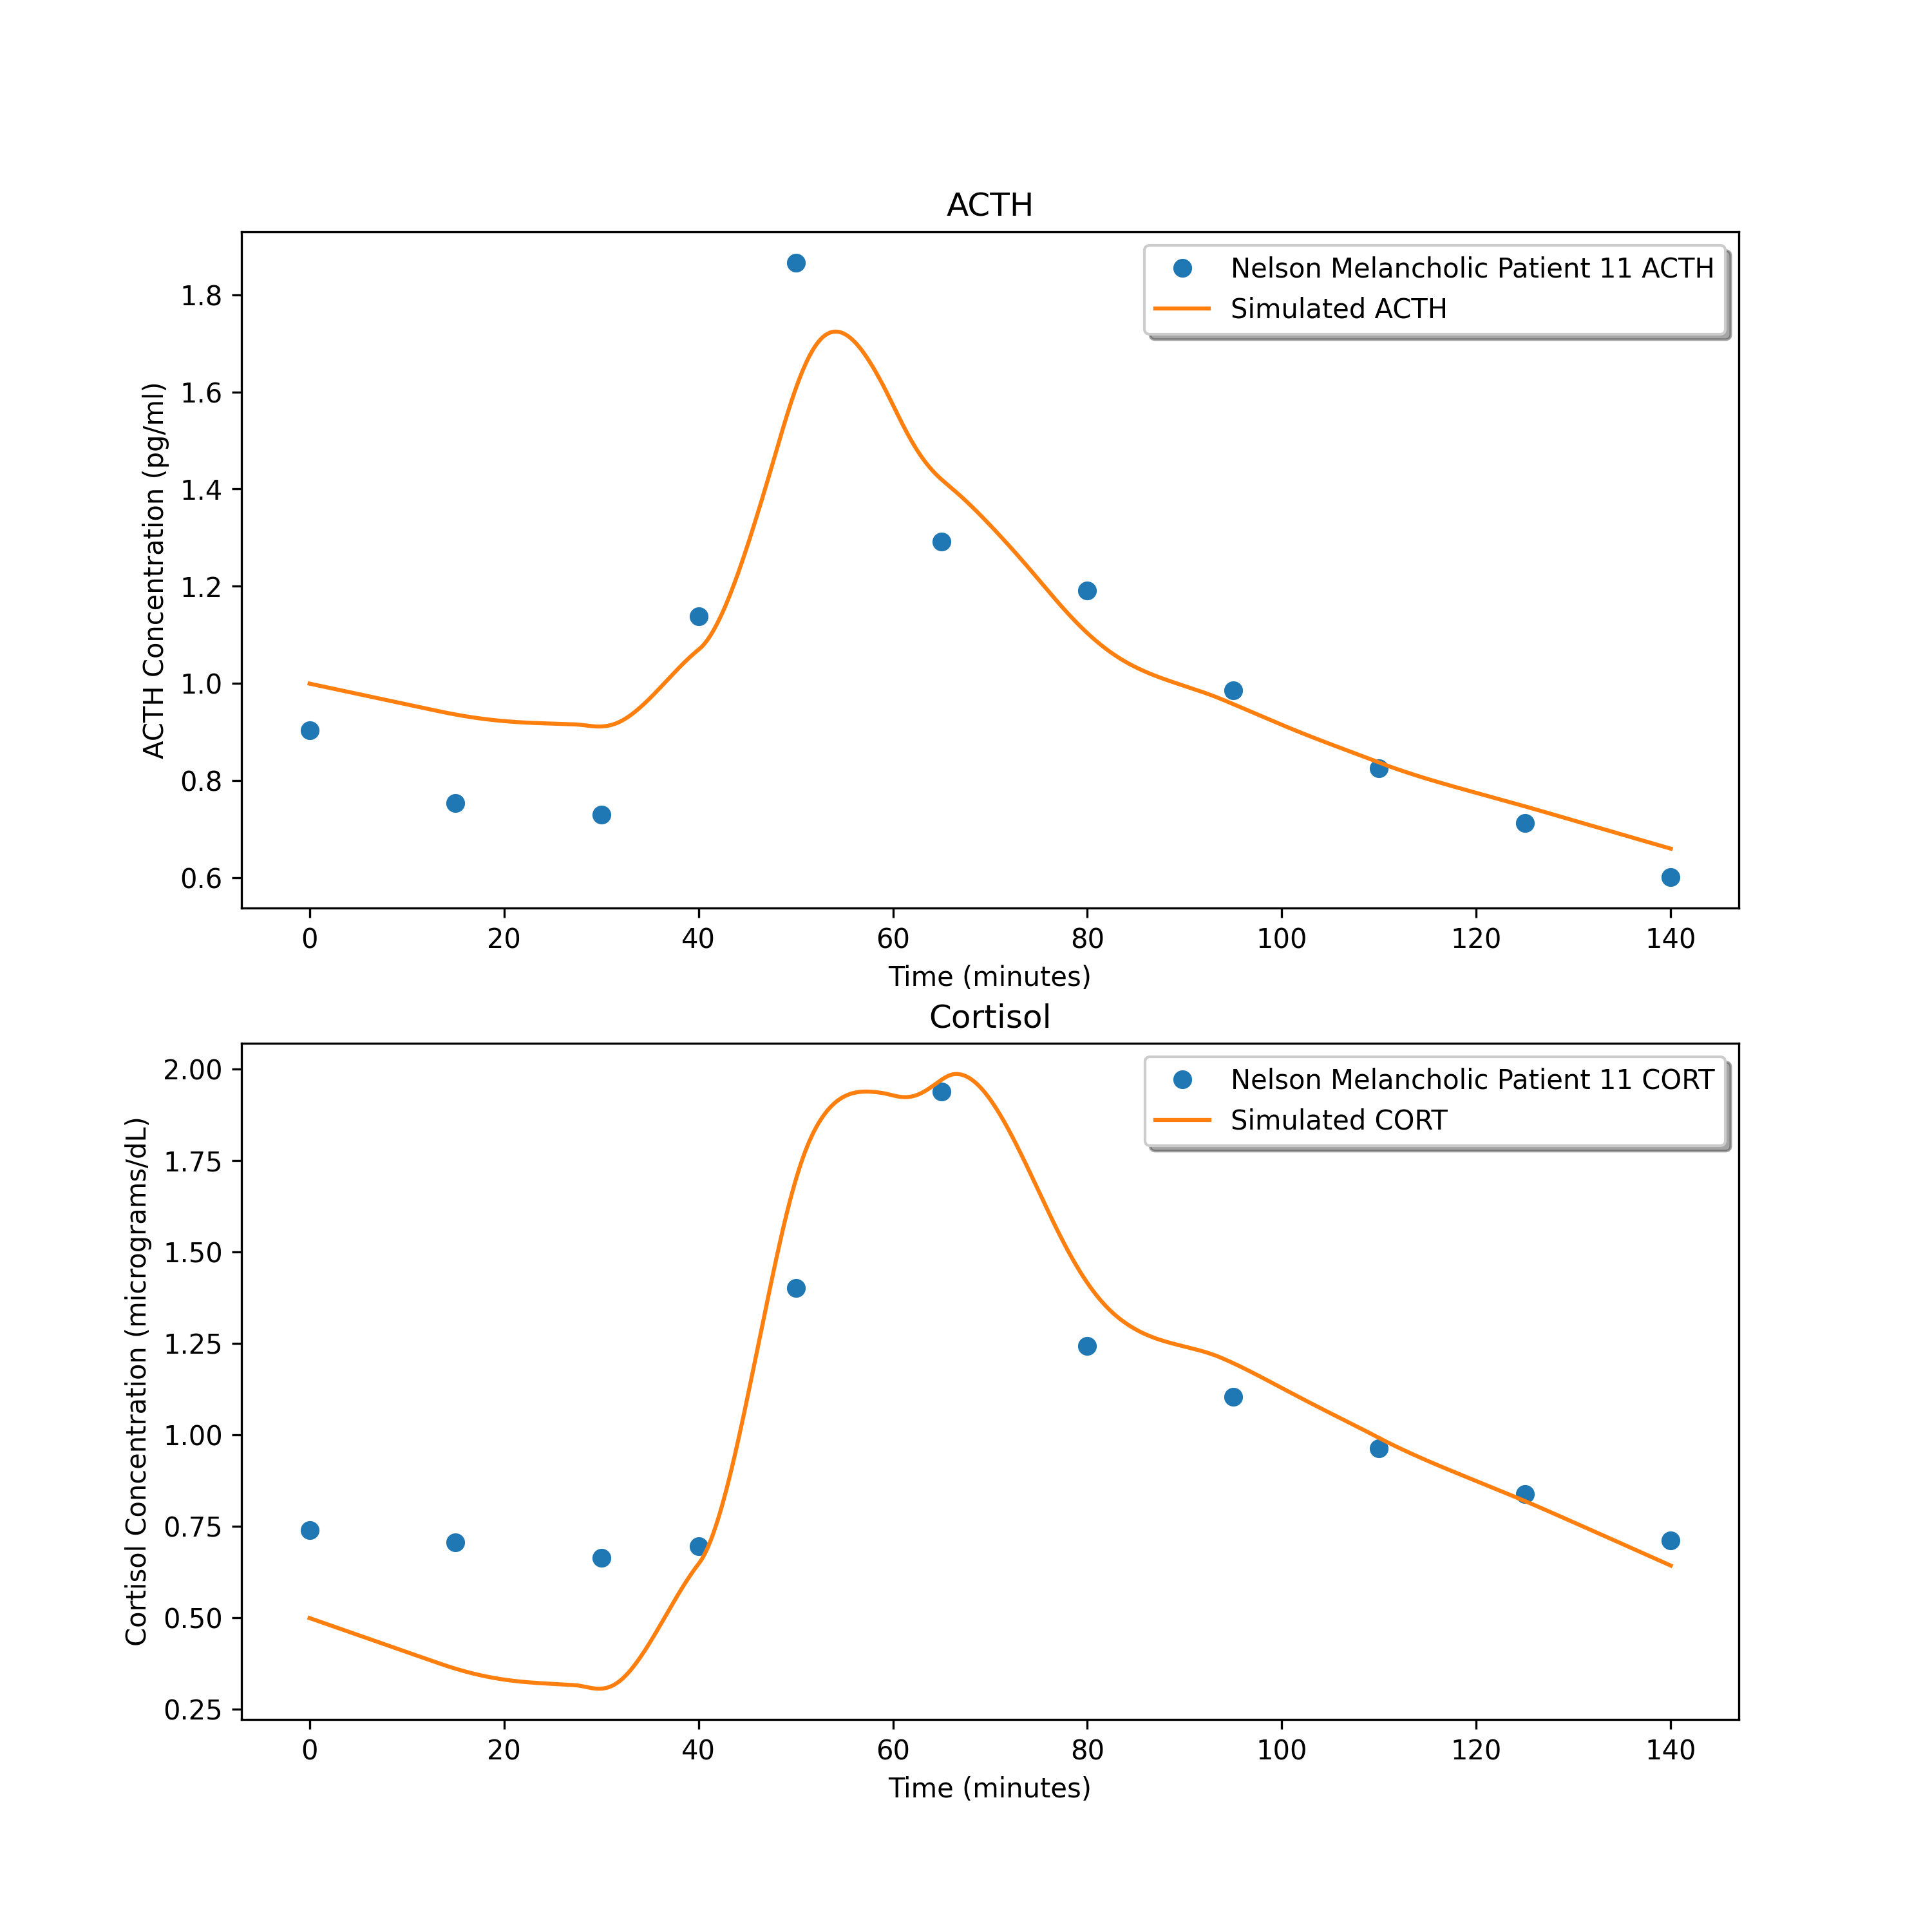 ACTH
Nelson Melancholic Patient 11 ACTH
Simulated ACTH
ACTH Concentration (pg/ml)
1.8
1.6
1.4
1.2
1.0
0.8
0.6
0 20 40 60 80 100 120 140
Time (minutes)
Cortisol
Nelson Melancholic Patient 11 CORT
Simulated CORT
Cortisol Concentration (micrograms/dL)
2.00
1.75
1.50
1.25
1.00
0.75
0.50
0.25
0 20 40 60 80 100 120 140
Time (minutes)